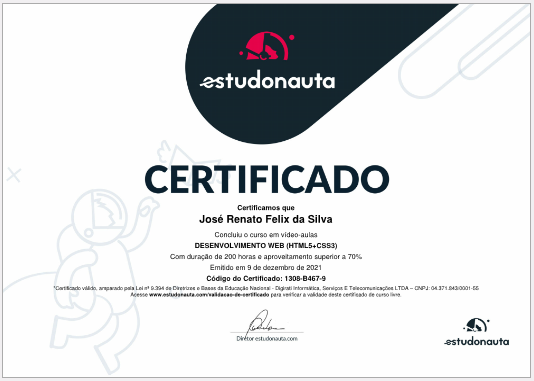 estudonauta
CERTIFICADO
Certificamos que
José Renato Felix da Silva
Concluiu o curso em vídeo-aulas
DESENVOLVIMENTO WEB (HTML5+CSS3)
Com duração de 200 horas e aproveitamento superior a 70%
Emitido em 9 de dezembro de 2021
Código do Certificado: 1308-B467-9
*Certificado válido, amparado pela Lei nº 9.394 de Diretrizes e Bases da Educação Nacional - Digirati Informática, Serviços E Telecomunicações LTDA – CNPJ: 04.371.843/0001-55
Acesse www.estudonauta.com/validacao-de-certificado para verificar a validade deste certificado de curso livre.
Diretor estudonauta.com
estudonauta